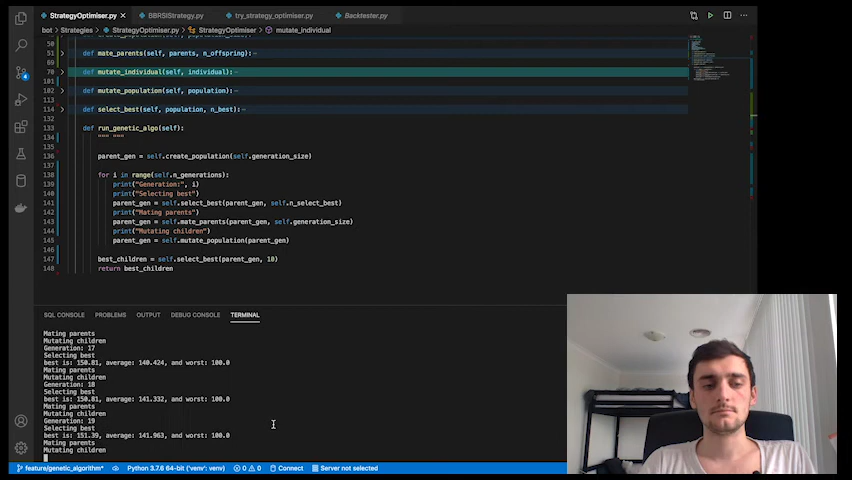 StrategyOptimiser.py × BBRSIStrategy.py try_strategy_optimiser.py Backtester.py
bot > Strategies > StrategyOptimiser.py > StrategyOptimiser > mutate_individual
50
51 def mate_parents(self, parents, n_offspring):
69
70 def mutate_individual(self, individual):
101
102 def mutate_population(self, population):
113
114 def select_best(self, population, n_best):
132
133 def run_genetic_algo(self):
134 """ """
135
136 parent_gen = self.create_population(self.generation_size)
137
138 for i in range(self.n_generations):
139 print("Generation:", i)
140 print("Selecting best")
141 parent_gen = self.select_best(parent_gen, self.n_select_best)
142 print("Mating parents")
143 parent_gen = self.mate_parents(parent_gen, self.generation_size)
144 print("Mutating children")
145 parent_gen = self.mutate_population(parent_gen)
146
147 best_children = self.select_best(parent_gen, 10)
148 return best_children
SQL CONSOLE PROBLEMS OUTPUT DEBUG CONSOLE TERMINAL
Mating parents
Mutating children
Generation: 17
Selecting best
best is: 150.81, average: 140.424, and worst: 100.0
Mating parents
Mutating children
Generation: 18
Selecting best
best is: 150.81, average: 141.332, and worst: 100.0
Mating parents
Mutating children
Generation: 19
Selecting best
best is: 151.39, average: 141.963, and worst: 100.0
Mating parents
Mutating children
feature/genetic_algorithm* Python 3.7.6 64-bit ('venv': venv) 0 0 Connect Server not selected